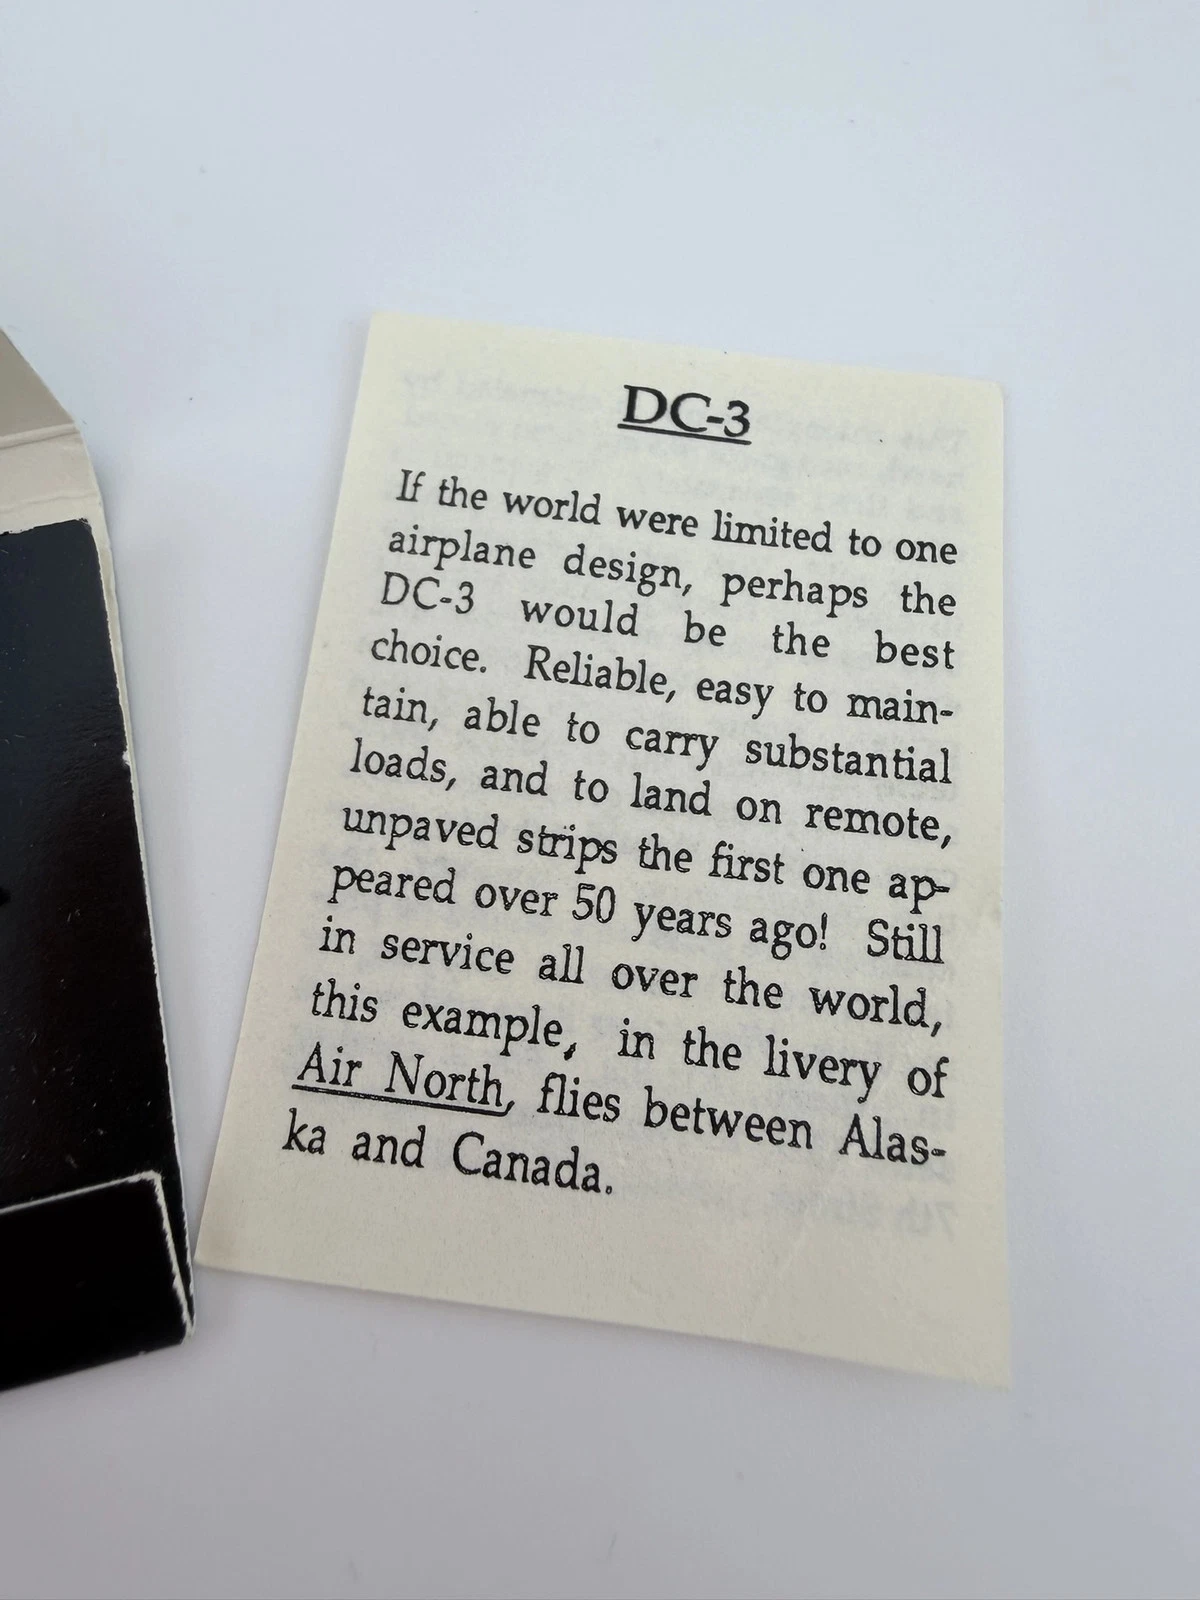 DC-3
If the world were limited to one
airplane design, perhaps the
DC-3 would be the best
choice. Reliable, easy to main-
tain, able to carry substantial
loads, and to land on remote,
unpaved strips the first one ap-
peared over 50 years ago! Still
in service all over the world,
this example, in the livery of
Air North, flies between Alas-
ka and Canada.